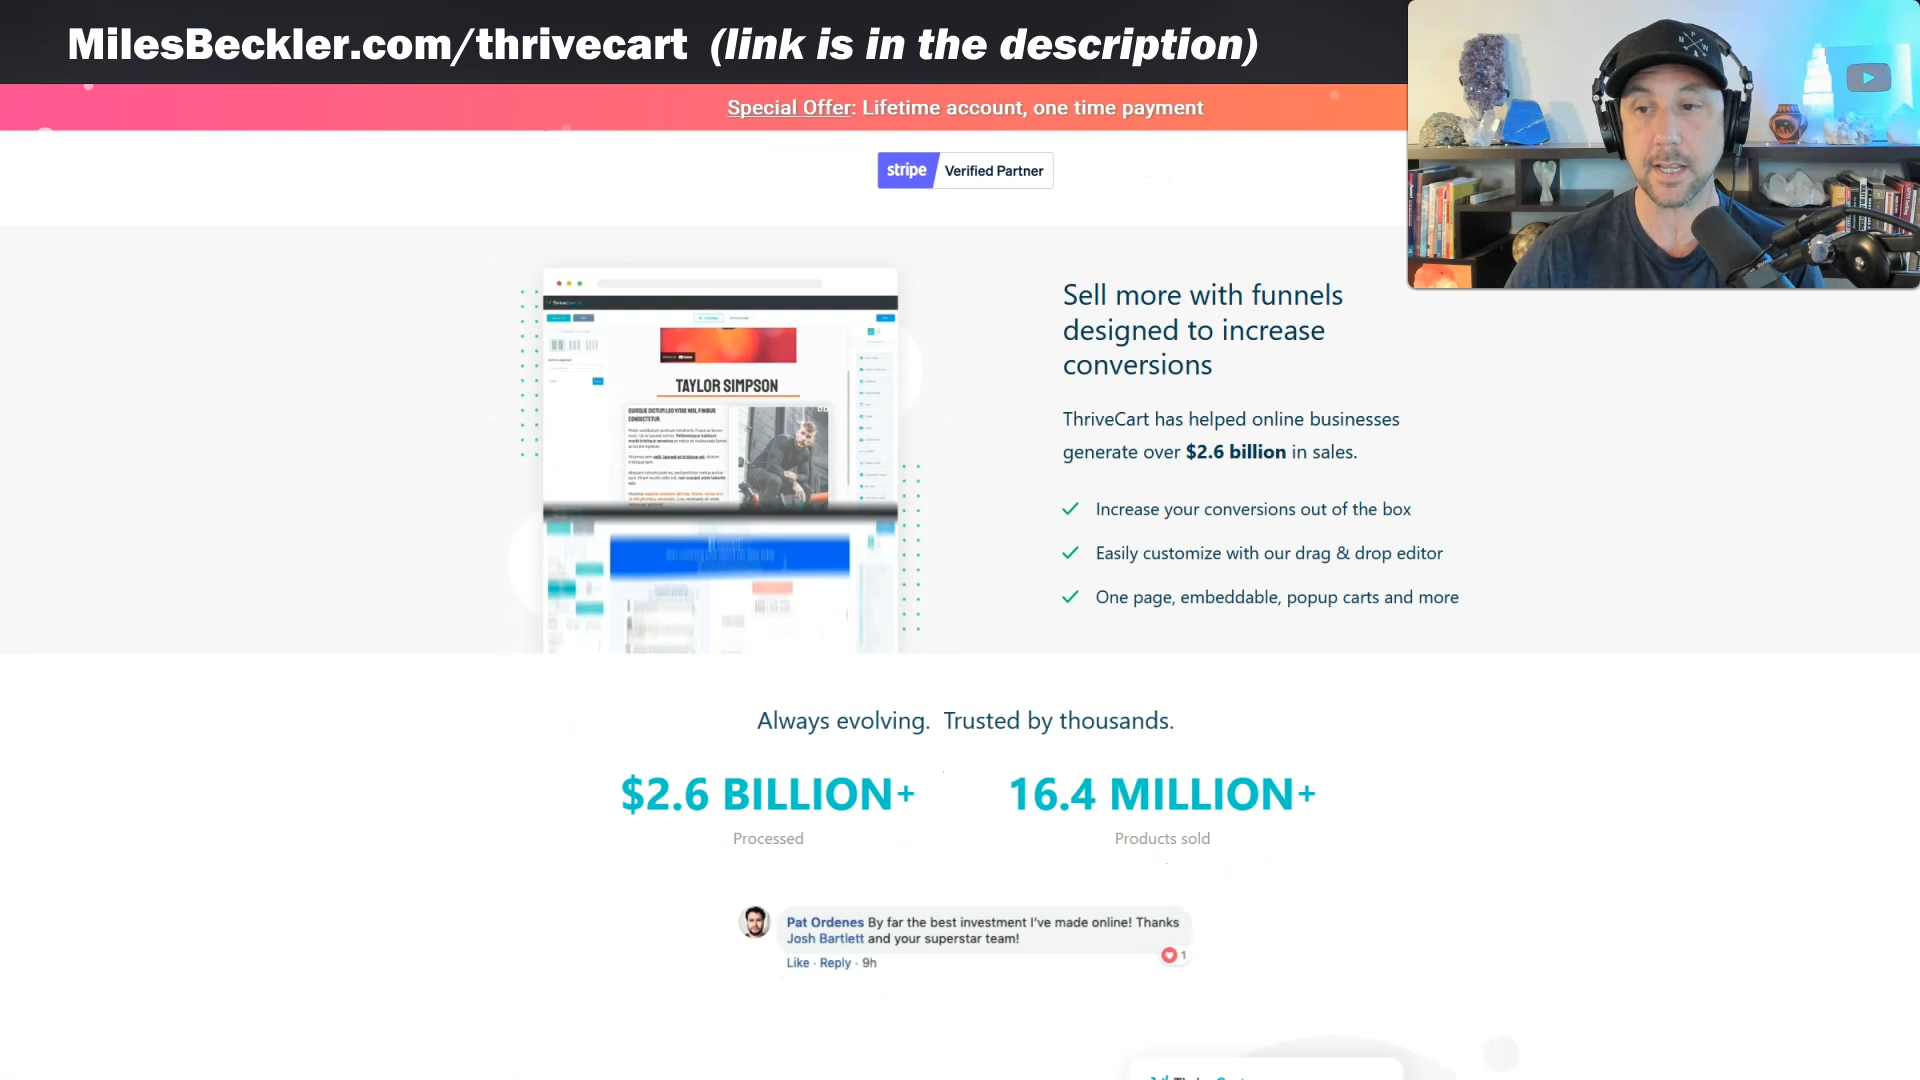 MilesBeckler.com/thrivecart (link is in the description)
Special Offer: Lifetime account, one time payment
stripe Verified Partner
TAYLOR SIMPSON
Sell more with funnels
designed to increase
conversions
ThriveCart has helped online businesses
generate over $2.6 billion in sales.
Increase your conversions out of the box
Easily customize with our drag & drop editor
One page, embeddable, popup carts and more
Always evolving. Trusted by thousands.
$2.6 BILLION+ 16.4 MILLION+
Processed Products sold
Pat Ordenes By far the best investment I've made online! Thanks
Josh Bartlett and your superstar team!
1
Like · Reply · 9h